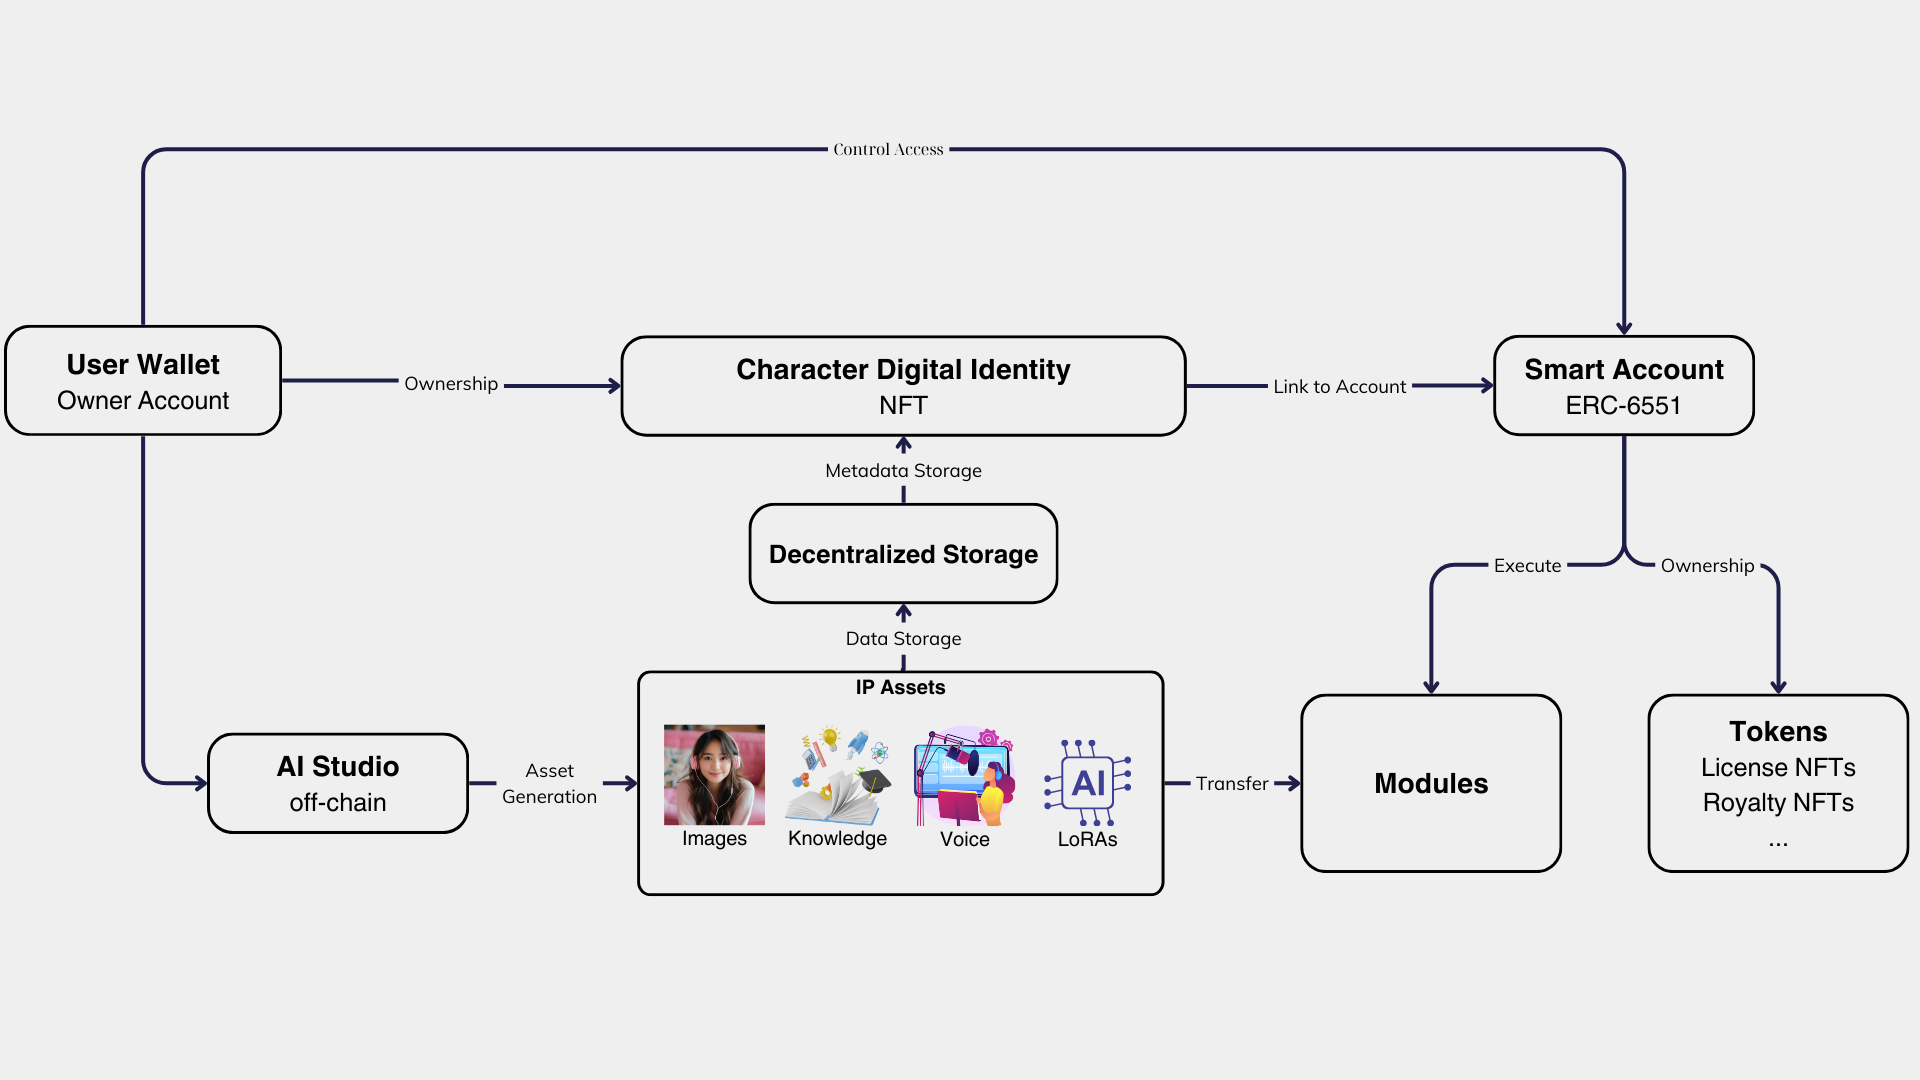 Control Access
User Wallet
Owner Account
Ownership
Character Digital Identity
NFT
Link to Account
Smart Account
ERC-6551
Metadata Storage
Decentralized Storage
Execute
Ownership
Data Storage
IP Assets
Images
Knowledge
Voice
AI
LoRAs
AI Studio
off-chain
Asset
Generation
Transfer
Modules
Tokens
License NFTs
Royalty NFTs
...